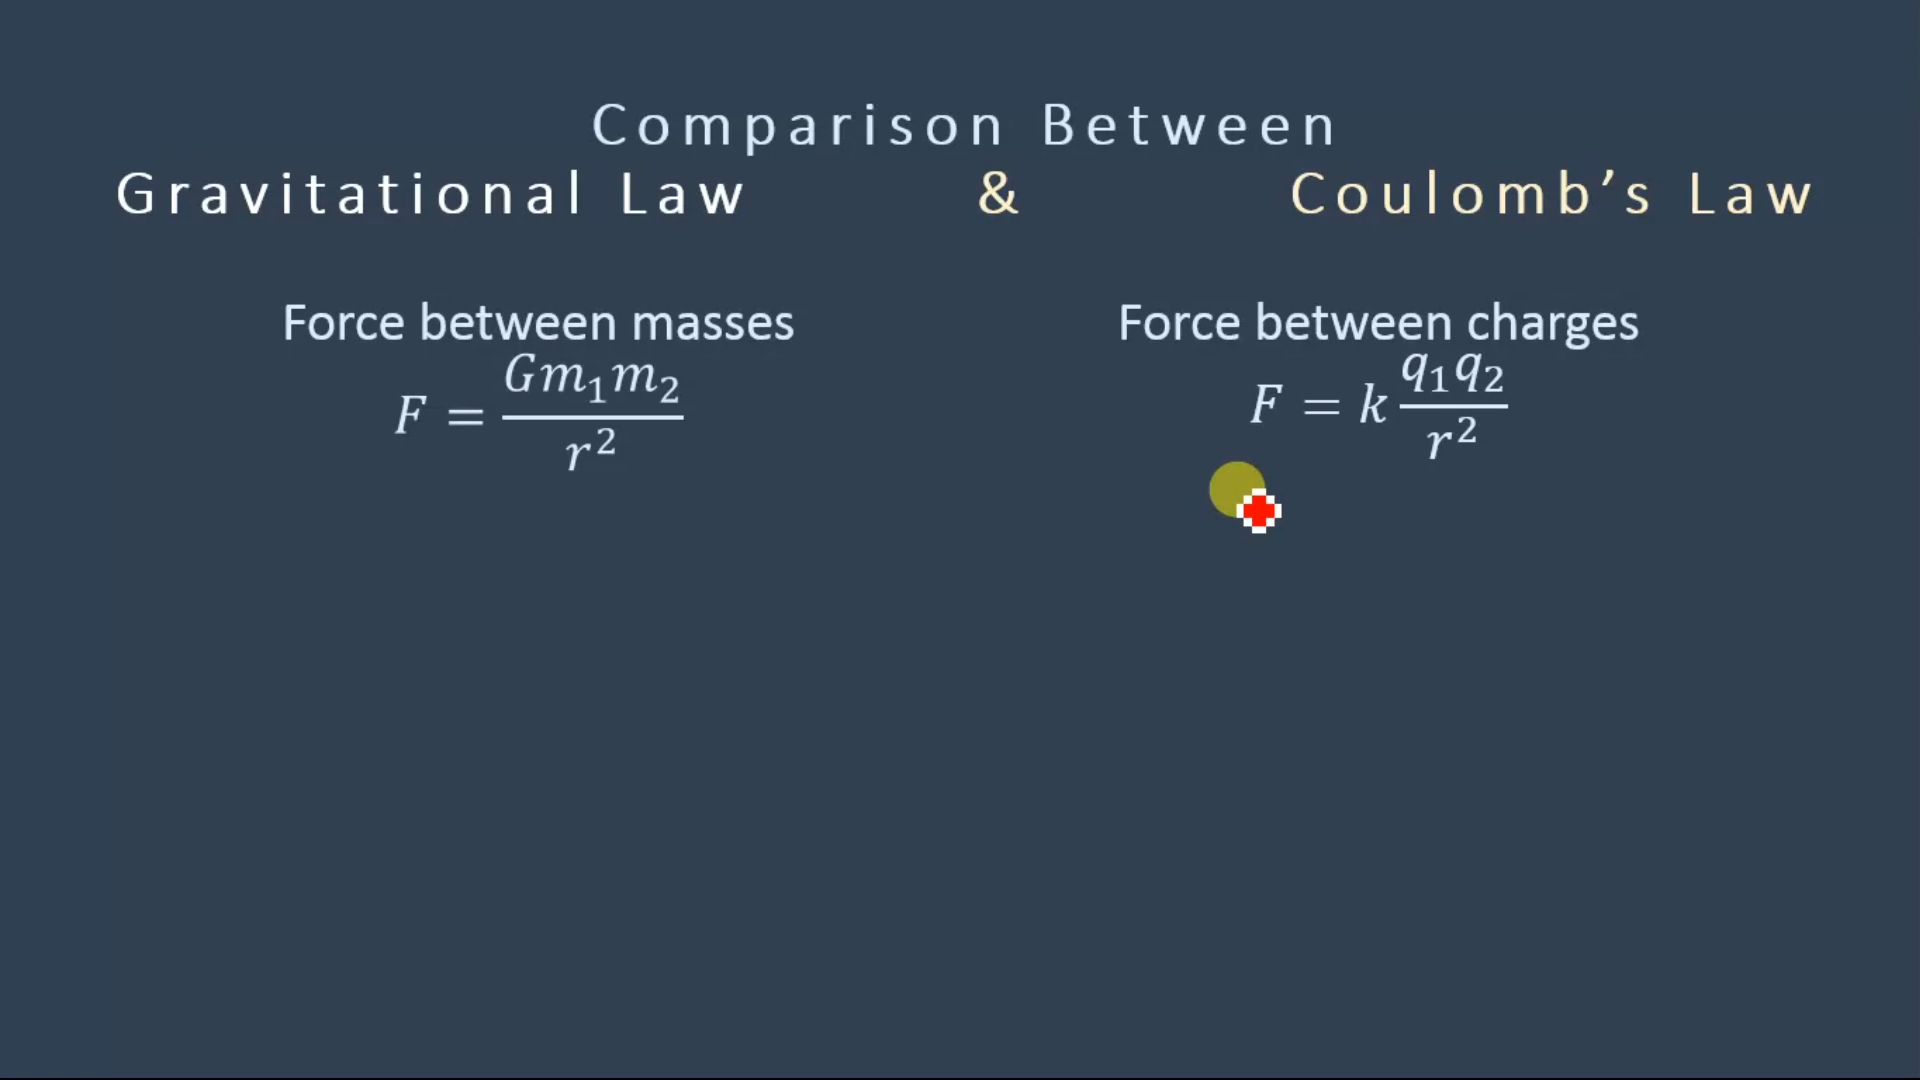 Comparison Between
Gravitational Law & Coulomb’s Law
Force between masses
F = Gm₁m₂ / r²
Force between charges
F = k q₁q₂ / r²